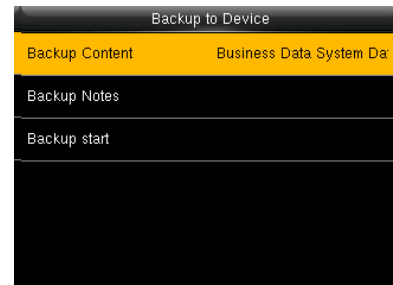 Backup to Device
Backup Content Business Data System Da
Backup Notes
Backup start